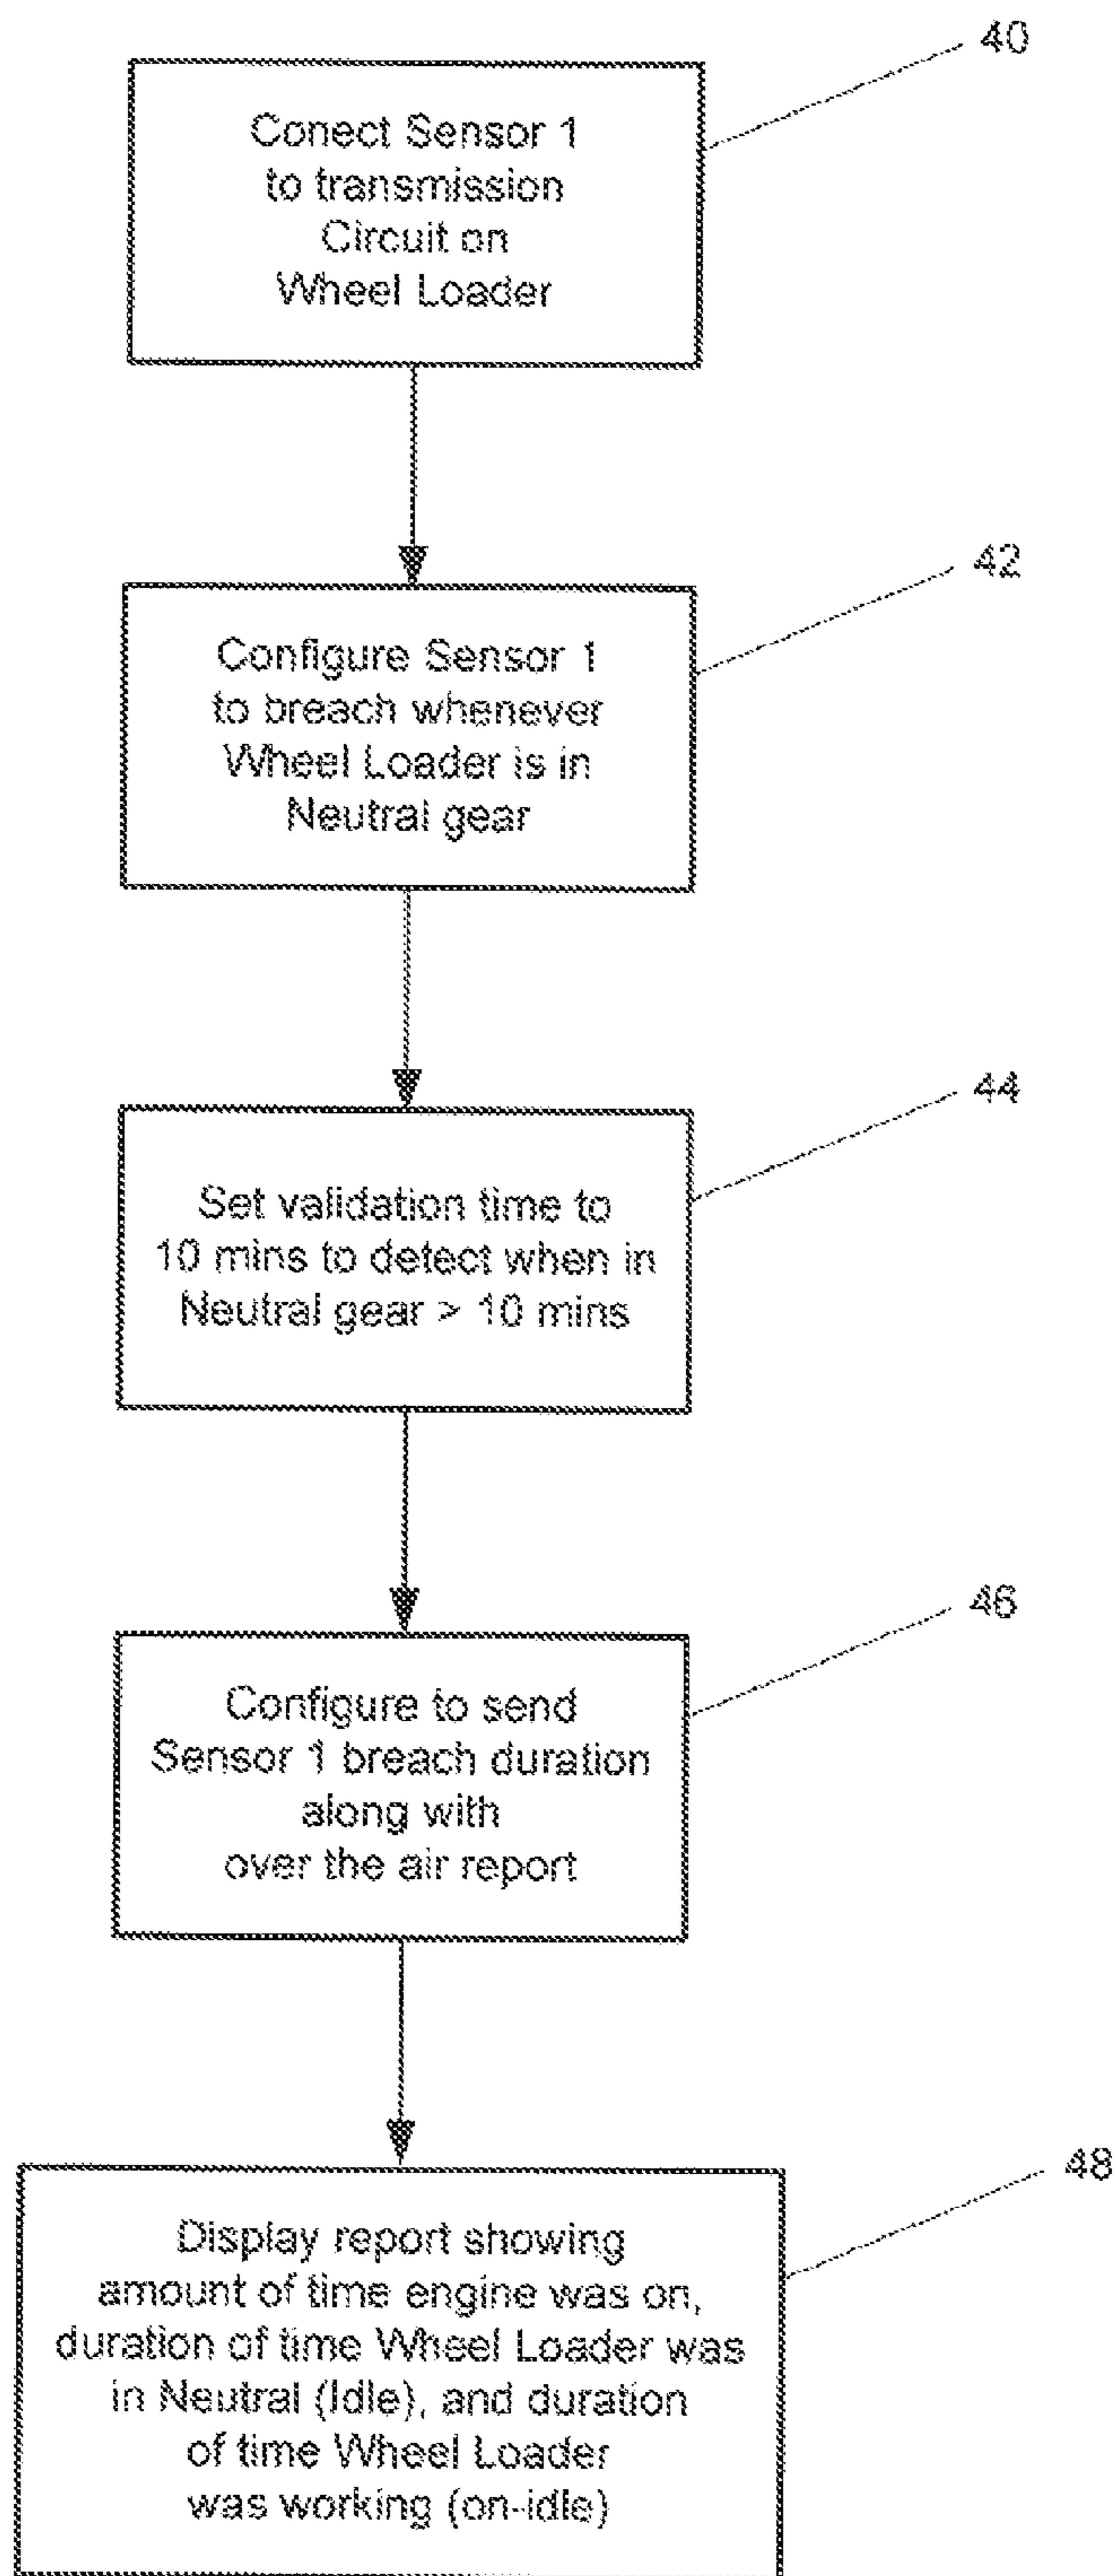 40
Conect Sensor 1
to transmission
Circuit on
Wheel Loader
42
Configure Sensor 1
to breach whenever
Wheel Loader is in
Neutral gear
44
Set validation time to
10 mins to detect when in
Neutral gear > 10 mins
46
Configure to send
Sensor 1 breach duration
along with
over the air report
48
Display report showing
amount of time engine was on,
duration of time Wheel Loader was
in Neutral (Idle), and duration
of time Wheel Loader
was working (on-idle)